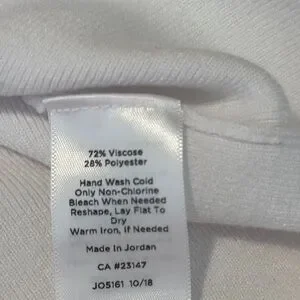 72% Viscose
28% Polyester
Hand Wash Cold
Only Non-Chlorine
Bleach When Needed
Reshape, Lay Flat To
Dry
Warm Iron, If Needed
Made In Jordan
CA #23147
JO5161 10/18